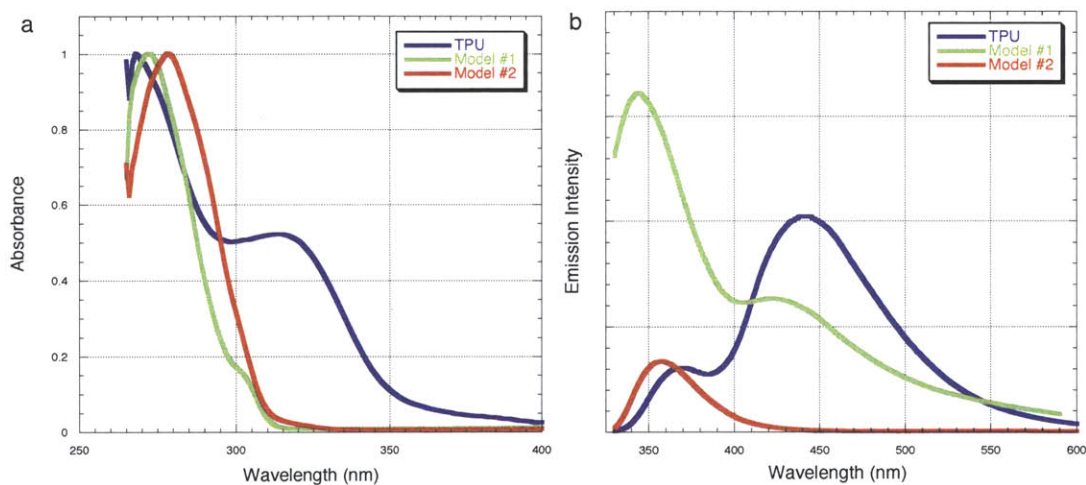 a
TPU
Model #1
Model #2
1
0.8
0.6
0.4
0.2
0
Absorbance
250
300
350
400
Wavelength (nm)
b
TPU
Model #1
Model #2
Emission Intensity
350
400
450
500
550
600
Wavelength (nm)